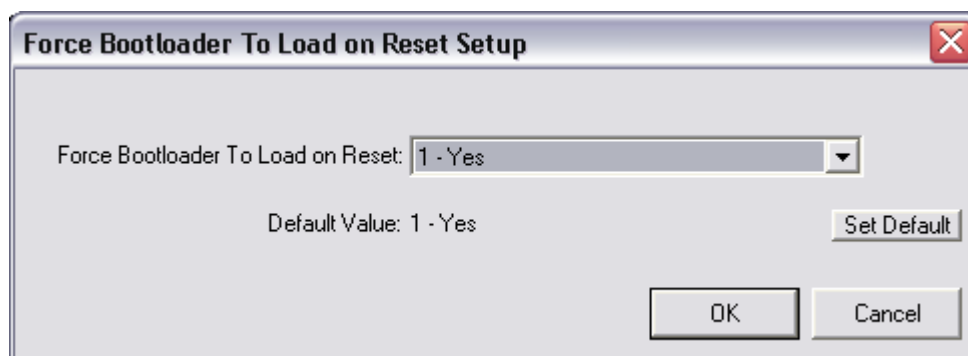 Force Bootloader To Load on Reset Setup
Force Bootloader To Load on Reset: 1 - Yes
Default Value: 1 - Yes Set Default
OK Cancel